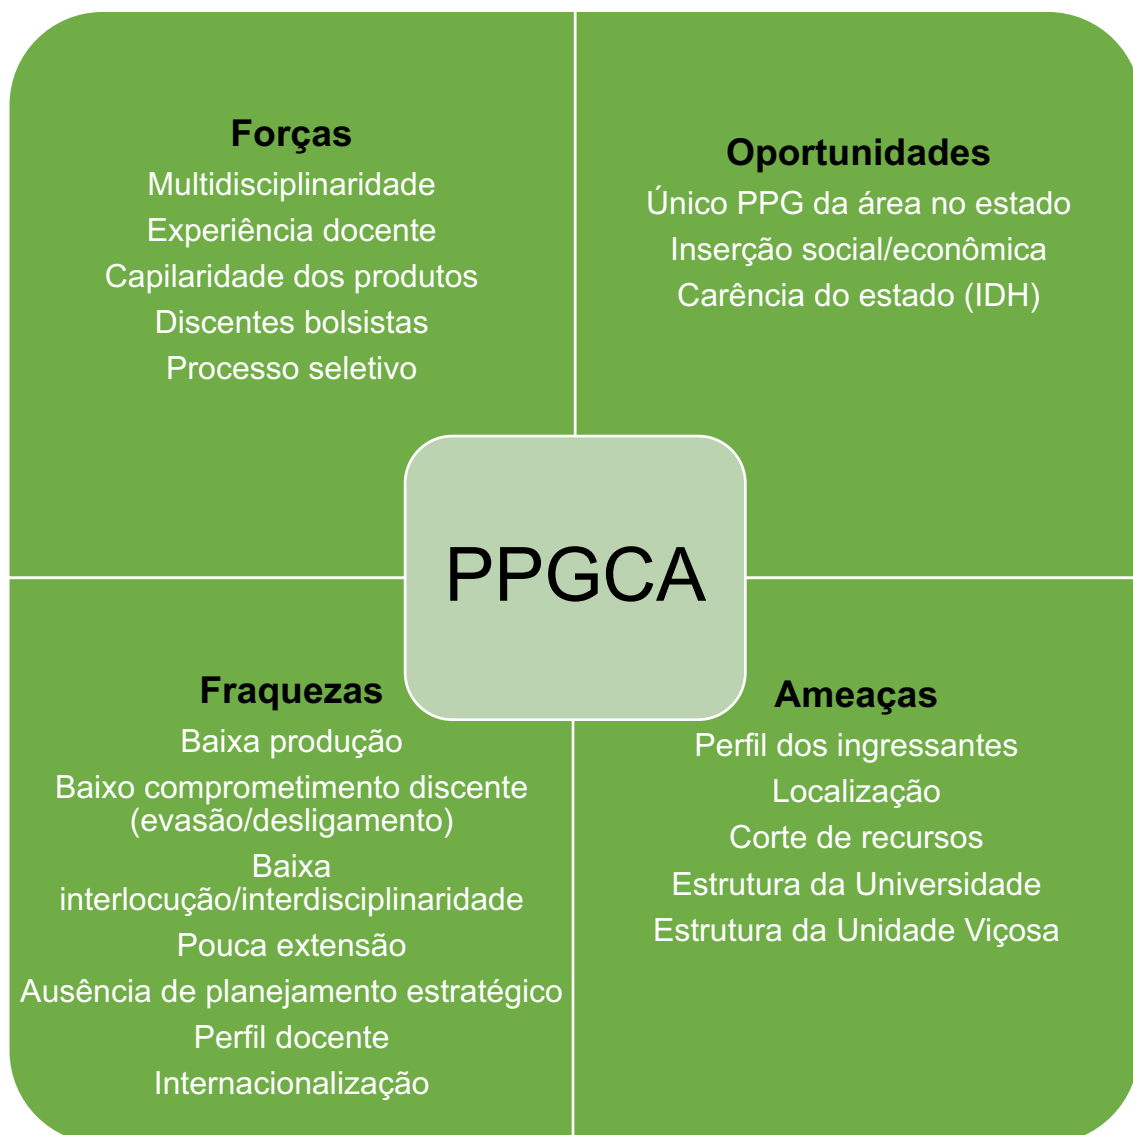 Forças
Multidisciplinaridade
Experiência docente
Capilaridade dos produtos
Discentes bolsistas
Processo seletivo
Oportunidades
Único PPG da área no estado
Inserção social/econômica
Carência do estado (IDH)
PPGCA
Fraquezas
Baixa produção
Baixo comprometimento discente
(evasão/desligamento)
Baixa
interlocução/interdisciplinaridade
Pouca extensão
Ausência de planejamento estratégico
Perfil docente
Internacionalização
Ameaças
Perfil dos ingressantes
Localização
Corte de recursos
Estrutura da Universidade
Estrutura da Unidade Viçosa